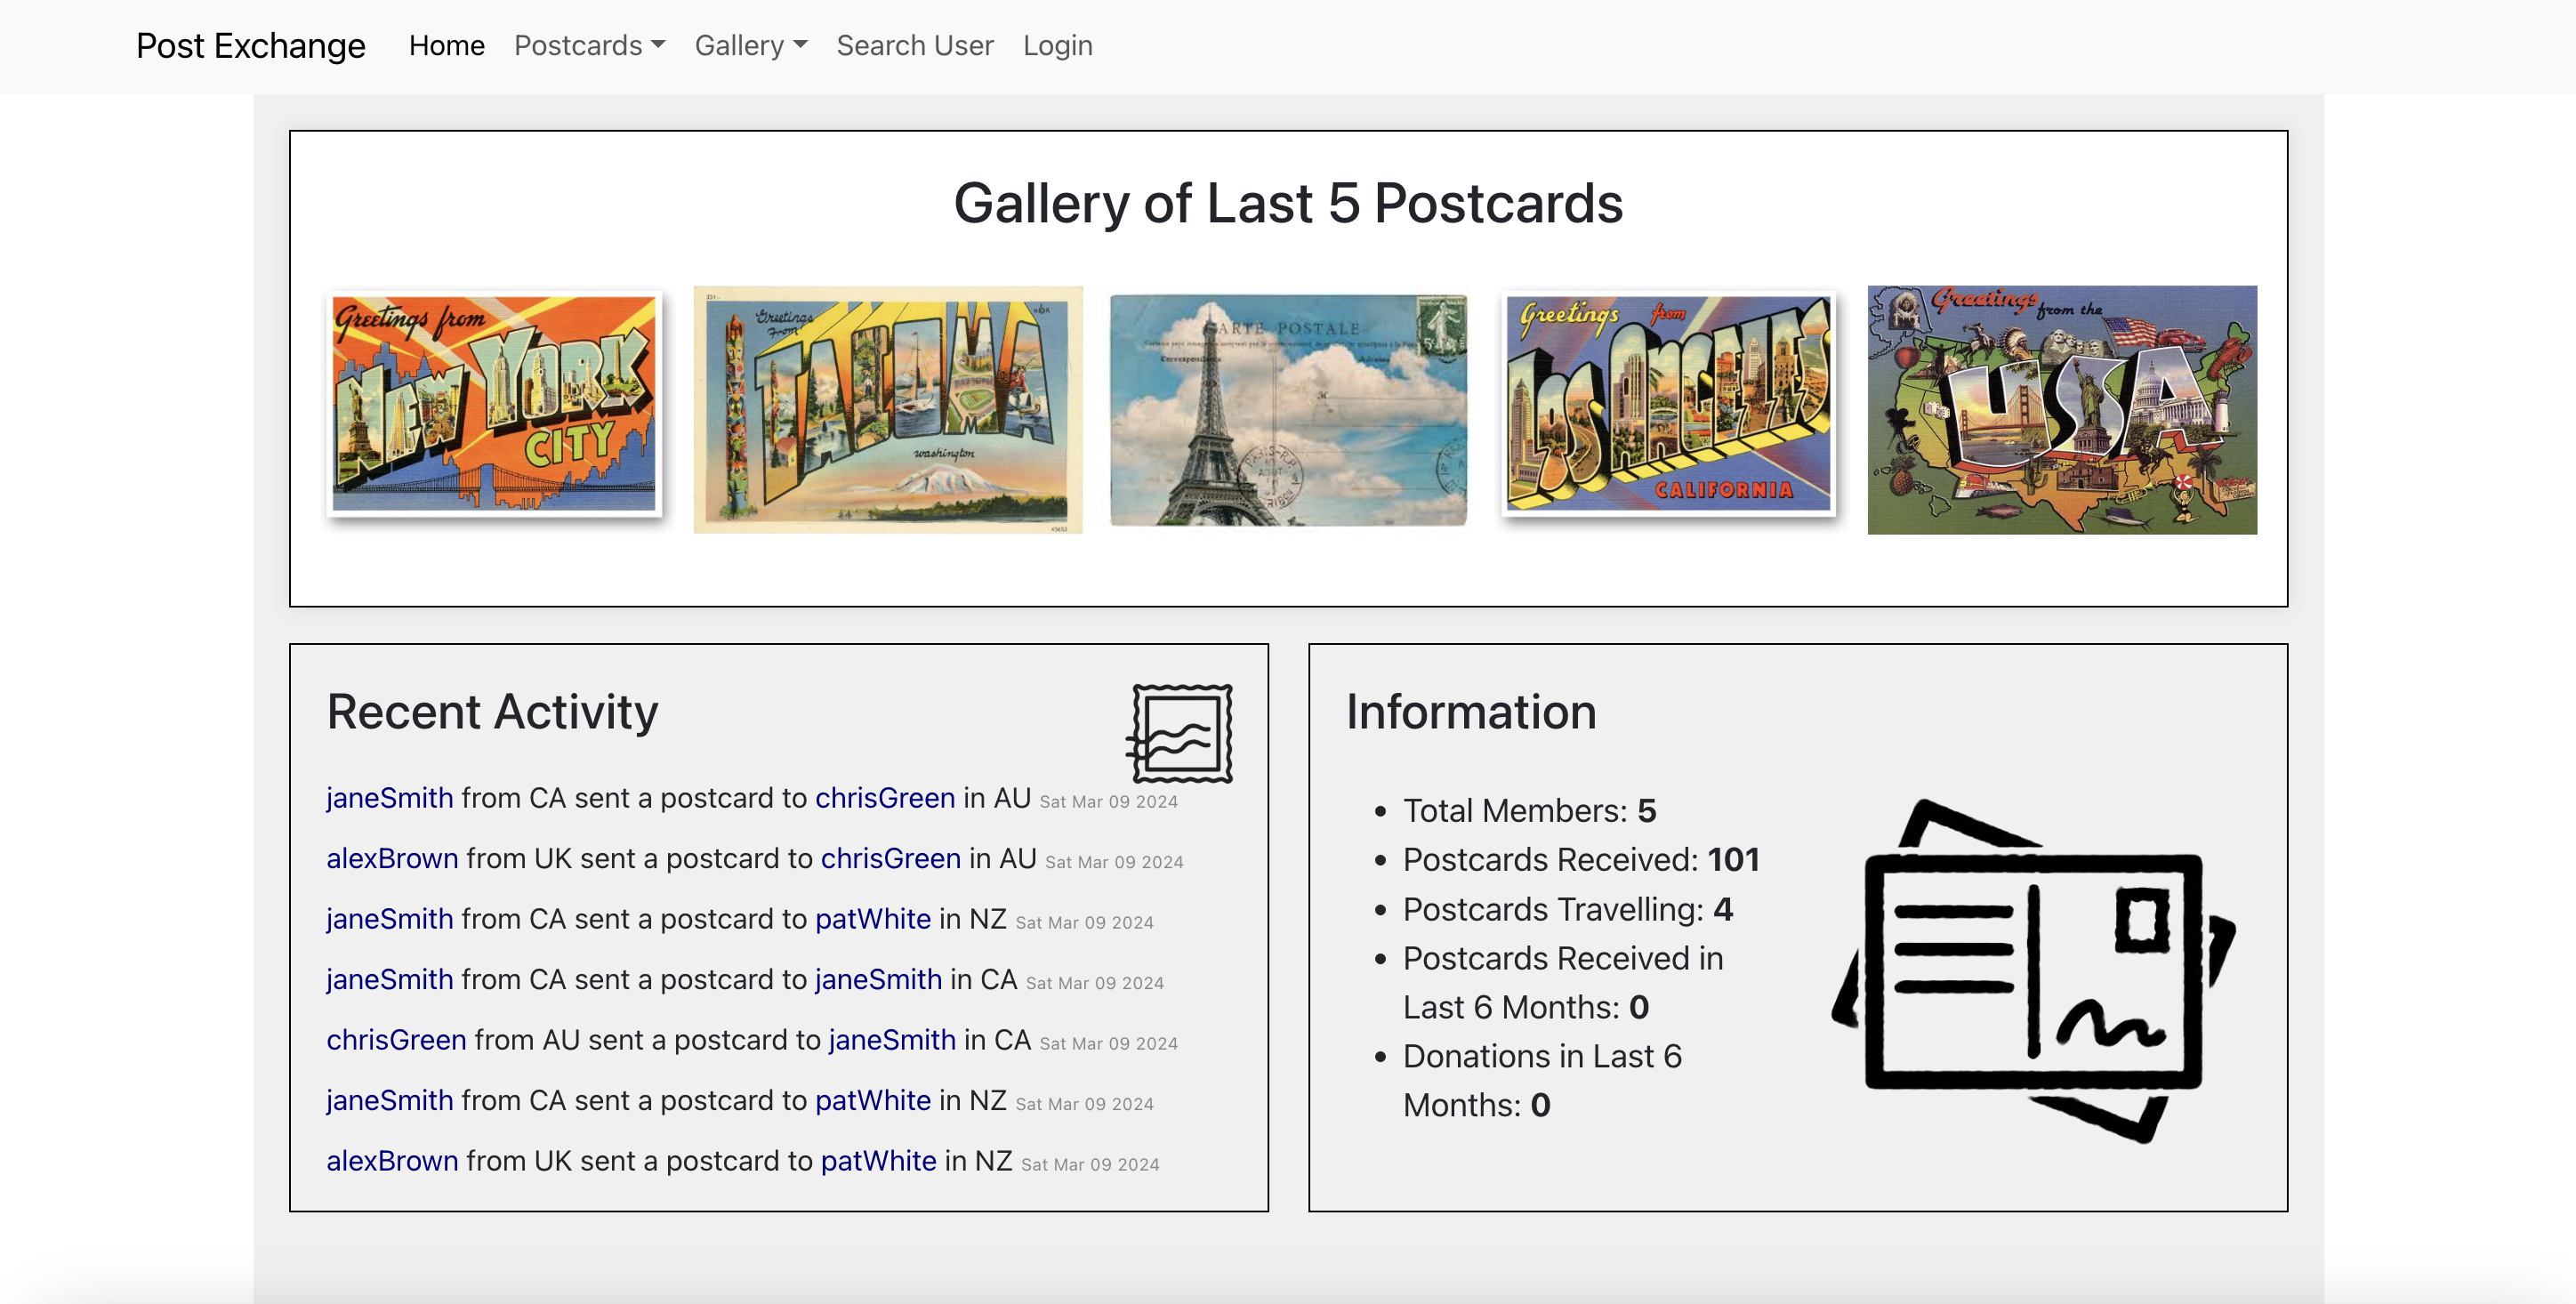 Post Exchange Home Postcards Gallery Search User Login
Gallery of Last 5 Postcards
Greetings from
NEW YORK
CITY
Greetings
From
TACOMA
washington
CARTE POSTALE
Correspondance
Greetings from
LOS ANGELES
CALIFORNIA
Greetings from the
USA
Recent Activity
janeSmith from CA sent a postcard to chrisGreen in AU Sat Mar 09 2024
alexBrown from UK sent a postcard to chrisGreen in AU Sat Mar 09 2024
janeSmith from CA sent a postcard to patWhite in NZ Sat Mar 09 2024
janeSmith from CA sent a postcard to janeSmith in CA Sat Mar 09 2024
chrisGreen from AU sent a postcard to janeSmith in CA Sat Mar 09 2024
janeSmith from CA sent a postcard to patWhite in NZ Sat Mar 09 2024
alexBrown from UK sent a postcard to patWhite in NZ Sat Mar 09 2024
Information
Total Members: 5
Postcards Received: 101
Postcards Travelling: 4
Postcards Received in
Last 6 Months: 0
Donations in Last 6
Months: 0